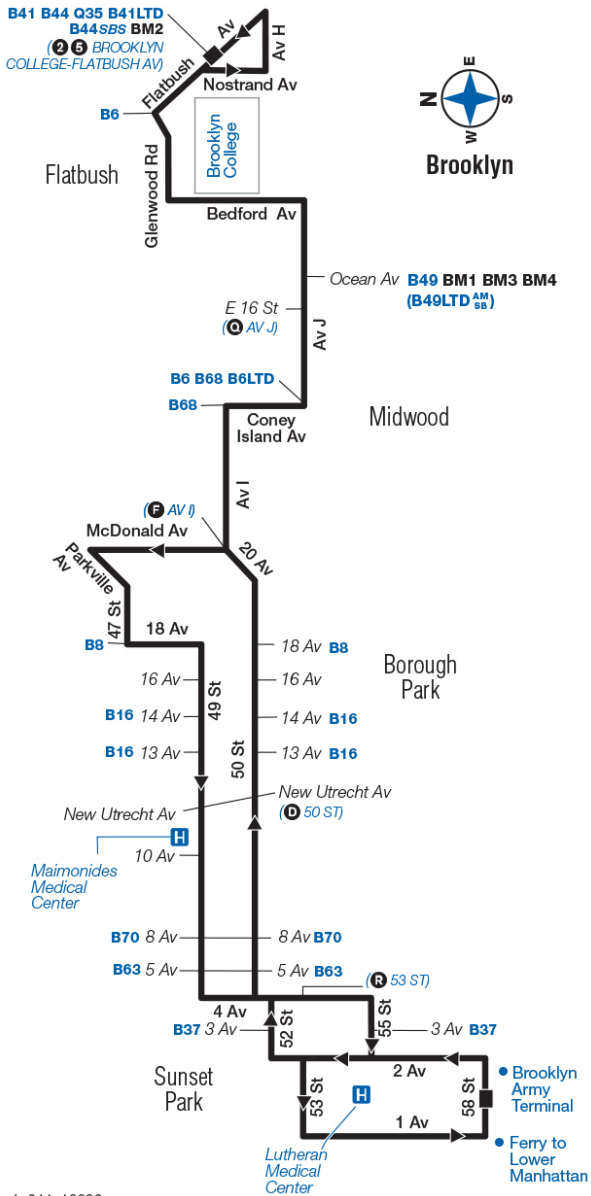 B41 B44 Q35 B41LTD
B44SBS BM2
(2 5 BROOKLYN
COLLEGE-FLATBUSH AV)
Flatbush Av
Av H
Nostrand Av
B6
Brooklyn
College
Flatbush
Glenwood Rd
Bedford Av
N
E
S
W
Brooklyn
Ocean Av B49 BM1 BM3 BM4
(B49LTD AM SB)
E 16 St
(Q AV J)
Av J
B6 B68 B6LTD
B68
Coney
Island Av
Midwood
Av I
(F AV I)
McDonald Av
20 Av
Parkville
Av
47 St
18 Av
B8
18 Av B8
16 Av
16 Av
49 St
Borough
Park
B16 14 Av
14 Av B16
B16 13 Av
13 Av B16
50 St
New Utrecht Av
New Utrecht Av
(D 50 ST)
H
10 Av
Maimonides
Medical
Center
B70 8 Av
8 Av B70
B63 5 Av
5 Av B63
(R 53 ST)
4 Av
B37 3 Av
52 St
55 St
3 Av B37
Sunset
Park
2 Av
53 St
H
58 St
1 Av
Brooklyn
Army
Terminal
Ferry to
Lower
Manhattan
Lutheran
Medical
Center